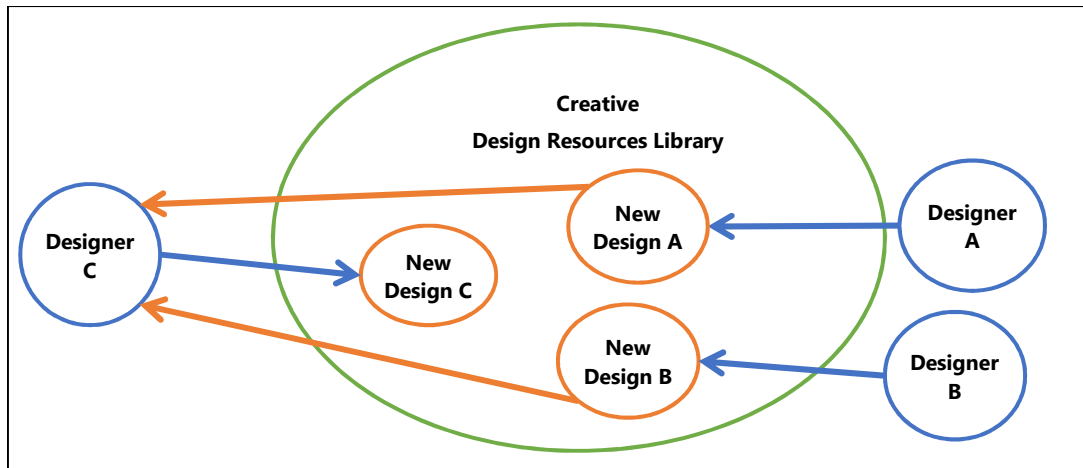 Creative
Design Resources Library
Designer
C
New
Design C
New
Design A
New
Design B
Designer
A
Designer
B